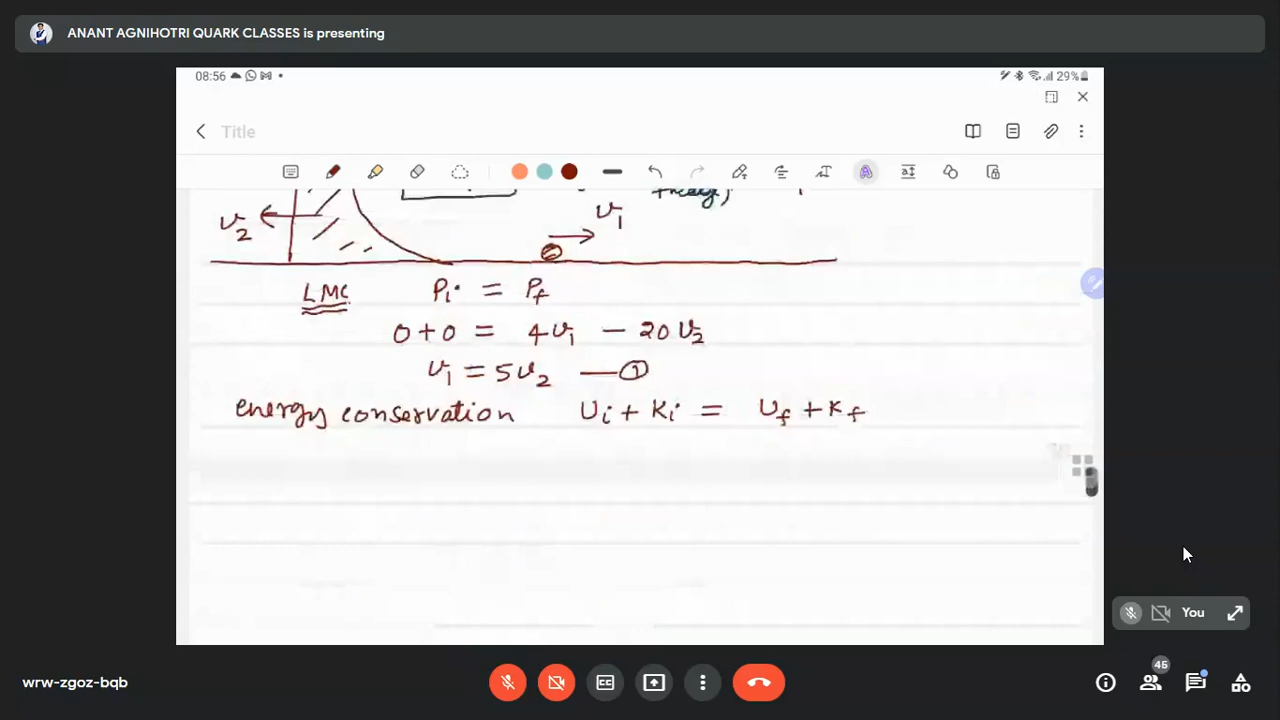 ANANT AGNIHOTRI QUARK CLASSES is presenting
08:56
29%
Title
v2
v1
LMC Pi = Pf
0 + 0 = 4v1 - 20v2
v1 = 5v2 —①
energy conservation Ui + Ki = Uf + Kf
You
wrw-zgoz-bqb
45